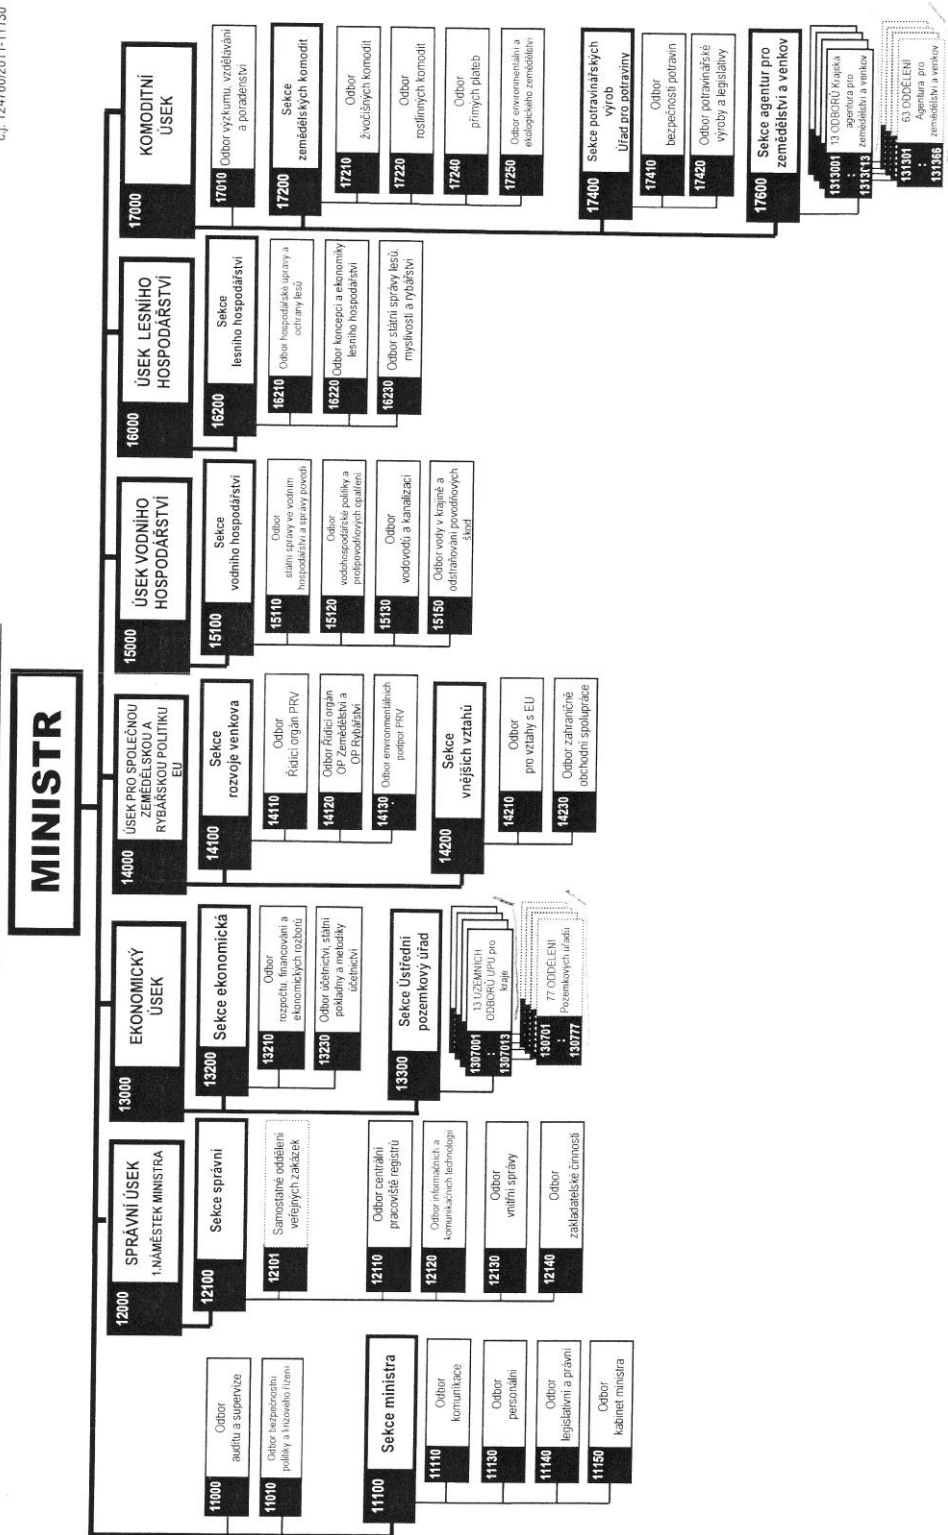 č.j. 124760/2011-11130
MINISTR
11000
Odbor
auditu a supervize
11010
Odbor bezpečnostní
politiky a krizového řízení
11100
Sekce ministra
11110
Odbor
komunikace
11130
Odbor
personální
11140
Odbor
legislativní a právní
11150
Odbor
kabinet ministra
12000
SPRÁVNÍ ÚSEK
1.NÁMĚSTEK MINISTRA
12100
Sekce správní
12101
Samostatné oddělení
veřejných zakázek
12110
Odbor centrální
pracoviště registrů
12120
Odbor informačních a
komunikačních technologií
12130
Odbor
vnitřní správy
12140
Odbor
zakladatelské činnosti
13000
EKONOMICKÝ
ÚSEK
13200
Sekce ekonomická
13210
Odbor
rozpočtu, financování a
ekonomických rozborů
13230
Odbor účetnictví, státní
pokladny a metodiky
účetnictví
13300
Sekce Ústřední
pozemkový úřad
1307001
:
1307013
13 ÚZEMNÍCH
ODBORŮ ÚPÚ pro
kraje
130701
:
130777
77 ODDĚLENÍ
Pozemkových úřadů
14000
ÚSEK PRO SPOLEČNOU
ZEMĚDĚLSKOU A
RYBÁŘSKOU POLITIKU
EU
14100
Sekce
rozvoje venkova
14110
Odbor
Řídicí orgán PRV
14120
Odbor Řídicí orgán
OP Zemědělství a
OP Rybářství
14130
Odbor environmentálních
podpor PRV
14200
Sekce
vnějších vztahů
14210
Odbor
pro vztahy s EU
14230
Odbor zahraničně
obchodní spolupráce
15000
ÚSEK VODNÍHO
HOSPODÁŘSTVÍ
15100
Sekce
vodního hospodářství
15110
Odbor
státní správy ve vodním
hospodářství a správy povodí
15120
Odbor
vodohospodářské politiky a
protipovodňových opatření
15130
Odbor
vodovodů a kanalizací
15150
Odbor vody v krajině a
odstraňování povodňových
škod
16000
ÚSEK LESNÍHO
HOSPODÁŘSTVÍ
16200
Sekce
lesního hospodářství
16210
Odbor hospodářské úpravy a
ochrany lesů
16220
Odbor koncepcí a ekonomiky
lesního hospodářství
16230
Odbor státní správy lesů,
myslivosti a rybářství
17000
KOMODITNÍ
ÚSEK
17010
Odbor výzkumu, vzdělávání
a poradenství
17200
Sekce
zemědělských komodit
17210
Odbor
živočišných komodit
17220
Odbor
rostlinných komodit
17240
Odbor
přímých plateb
17250
Odbor environmentální a
ekologického zemědělství
17400
Sekce potravinářských
výrob
Úřad pro potraviny
17410
Odbor
bezpečnosti potravin
17420
Odbor potravinářské
výroby a legislativy
17600
Sekce agentur pro
zemědělství a venkov
1313001
:
1313013
13 ODBORŮ Krajská
agentura pro
zemědělství a venkov
131301
:
131366
63 ODDĚLENÍ
Agentura pro
zemědělství a venkov